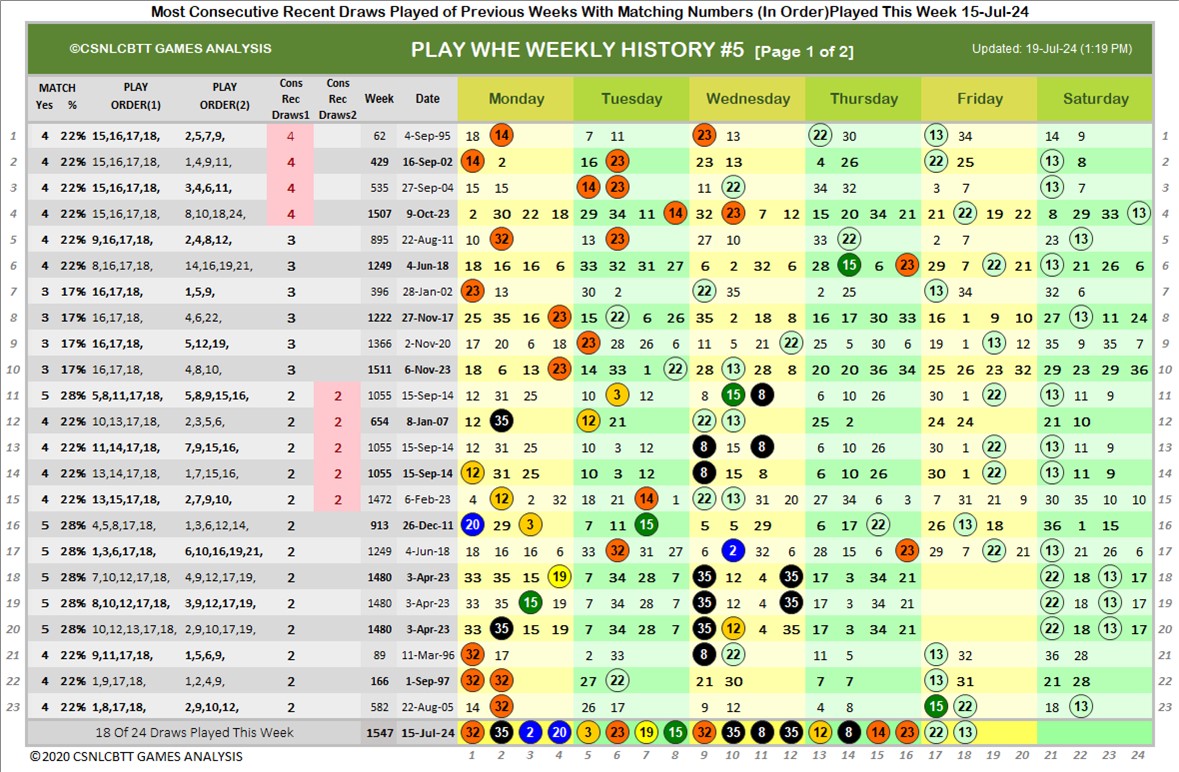 Most Consecutive Recent Draws Played of Previous Weeks With Matching Numbers (In Order)Played This Week 15-Jul-24
©CSNLCBTT GAMES ANALYSIS PLAY WHE WEEKLY HISTORY #5 [Page 1 of 2] Updated: 19-Jul-24 (1:19 PM)
MATCH Yes % PLAY ORDER(1) PLAY ORDER(2) Cons Rec Draws1 Cons Rec Draws2 Week Date Monday Tuesday Wednesday Thursday Friday Saturday
1 4 22% 15,16,17,18, 2,5,7,9, 4 62 4-Sep-95 18 14 7 11 23 13 22 30 13 34 14 9 1
2 4 22% 15,16,17,18, 1,4,9,11, 4 429 16-Sep-02 14 2 16 23 23 13 4 26 22 25 13 8 2
3 4 22% 15,16,17,18, 3,4,6,11, 4 535 27-Sep-04 15 15 14 23 11 22 34 32 3 7 13 7 3
4 4 22% 15,16,17,18, 8,10,18,24, 4 1507 9-Oct-23 2 30 22 18 29 34 11 14 32 23 7 12 15 20 34 21 21 22 19 22 8 29 33 13 4
5 4 22% 9,16,17,18, 2,4,8,12, 3 895 22-Aug-11 10 32 13 23 27 10 33 22 2 7 23 13 5
6 4 22% 8,16,17,18, 14,16,19,21, 3 1249 4-Jun-18 18 16 16 6 33 32 31 27 6 2 32 6 28 15 6 23 29 7 22 21 13 21 26 6 6
7 3 17% 16,17,18, 1,5,9, 3 396 28-Jan-02 23 13 30 2 22 35 2 25 13 34 32 6 7
8 3 17% 16,17,18, 4,6,22, 3 1222 27-Nov-17 25 35 16 23 15 22 6 26 35 2 18 8 16 17 30 33 16 1 9 10 27 13 11 24 8
9 3 17% 16,17,18, 5,12,19, 3 1366 2-Nov-20 17 20 6 18 23 28 26 6 11 5 21 22 25 5 30 6 19 1 13 12 35 9 35 7 9
10 3 17% 16,17,18, 4,8,10, 3 1511 6-Nov-23 18 6 13 23 14 33 1 22 28 13 28 8 20 20 36 34 25 26 23 32 29 23 29 36 10
11 5 28% 5,8,11,17,18, 5,8,9,15,16, 2 2 1055 15-Sep-14 12 31 25 10 3 12 8 15 8 6 10 26 30 1 22 13 11 9 11
12 4 22% 10,13,17,18, 2,3,5,6, 2 2 654 8-Jan-07 12 35 12 21 22 13 25 2 24 24 21 10 12
13 4 22% 11,14,17,18, 7,9,15,16, 2 2 1055 15-Sep-14 12 31 25 10 3 12 8 15 8 6 10 26 30 1 22 13 11 9 13
14 4 22% 13,14,17,18, 1,7,15,16, 2 2 1055 15-Sep-14 12 31 25 10 3 12 8 15 8 6 10 26 30 1 22 13 11 9 14
15 4 22% 13,15,17,18, 2,7,9,10, 2 2 1472 6-Feb-23 4 12 2 32 18 21 14 1 22 13 31 20 27 34 6 3 7 31 21 9 30 9 10 10 15
16 5 28% 4,5,8,17,18, 1,3,6,12,14, 2 913 26-Dec-11 20 29 3 7 11 15 5 5 29 6 17 22 26 13 18 36 1 15 16
17 5 28% 1,3,6,17,18, 6,10,16,19,21, 2 1249 4-Jun-18 18 16 16 6 33 32 31 27 6 2 32 6 28 15 6 23 29 7 22 21 13 21 26 6 17
18 5 28% 7,10,12,17,18, 4,9,12,17,19, 2 1480 3-Apr-23 33 35 15 19 7 34 28 7 35 12 4 35 17 3 34 21 22 18 13 17 18
19 5 28% 8,10,12,17,18, 3,9,12,17,19, 2 1480 3-Apr-23 33 35 15 19 7 34 28 7 35 12 4 35 17 3 34 21 22 18 13 17 19
20 5 28% 10,12,13,17,18, 2,9,10,17,19, 2 1480 3-Apr-23 33 35 15 19 7 34 28 7 35 12 4 35 17 3 34 21 22 18 13 17 20
21 4 22% 9,11,17,18, 1,5,6,9, 2 89 11-Mar-96 32 17 2 33 8 22 11 5 13 32 36 28 21
22 4 22% 1,9,17,18, 1,2,4,9, 2 166 1-Sep-97 32 32 27 22 21 30 7 7 13 31 21 28 22
23 4 22% 1,8,17,18, 2,9,10,12, 2 582 22-Aug-05 14 32 26 17 9 12 4 8 15 22 18 13 23
18 Of 24 Draws Played This Week 1547 15-Jul-24 32 35 2 20 3 23 19 15 32 35 8 35 12 8 14 23 22 13
©2020 CSNLCBTT GAMES ANALYSIS 1 2 3 4 5 6 7 8 9 10 11 12 13 14 15 16 17 18 19 20 21 22 23 24